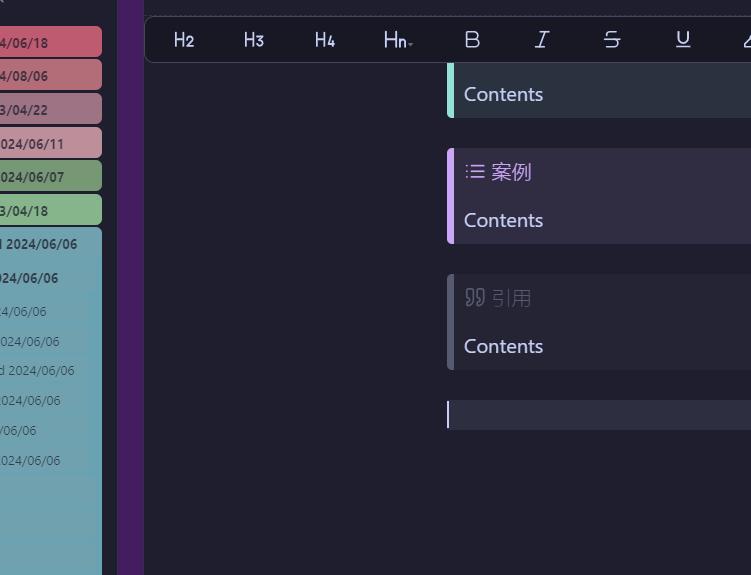 4/06/18
4/08/06
3/04/22
024/06/11
024/06/07
3/04/18
2024/06/06
024/06/06
24/06/06
024/06/06
d 2024/06/06
2024/06/06
/06/06
024/06/06
H2 H3 H4 Hn B I S U
Contents
案例
Contents
引用
Contents